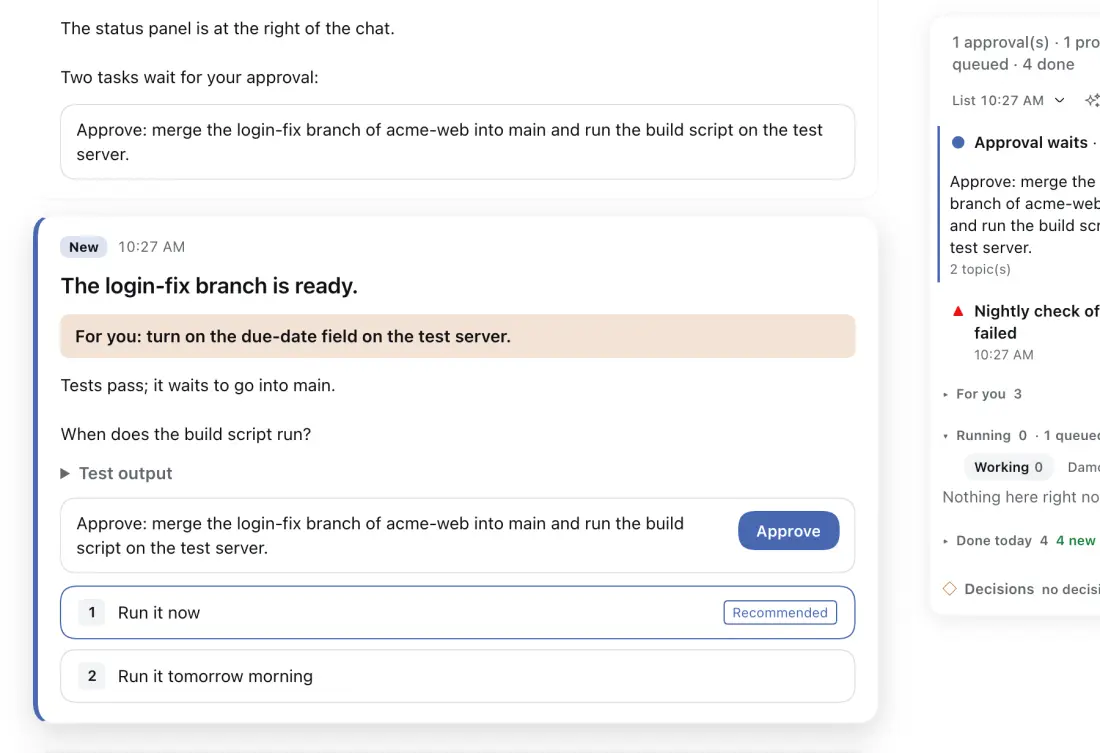 The status panel is at the right of the chat.
Two tasks wait for your approval:
Approve: merge the login-fix branch of acme-web into main and run the build script on the test
server.
New 10:27 AM
The login-fix branch is ready.
For you: turn on the due-date field on the test server.
Tests pass; it waits to go into main.
When does the build script run?
Test output
Approve: merge the login-fix branch of acme-web into main and run the build
script on the test server.
Approve
1 Run it now Recommended
2 Run it tomorrow morning
1 approval(s) · 1 pro
queued · 4 done
List 10:27 AM
Approval waits ·
Approve: merge the
branch of acme-web
and run the build scr
test server.
2 topic(s)
Nightly check of
failed
10:27 AM
For you 3
Running 0 · 1 queued
Working 0 Damo
Nothing here right no
Done today 4 4 new
Decisions no decisi